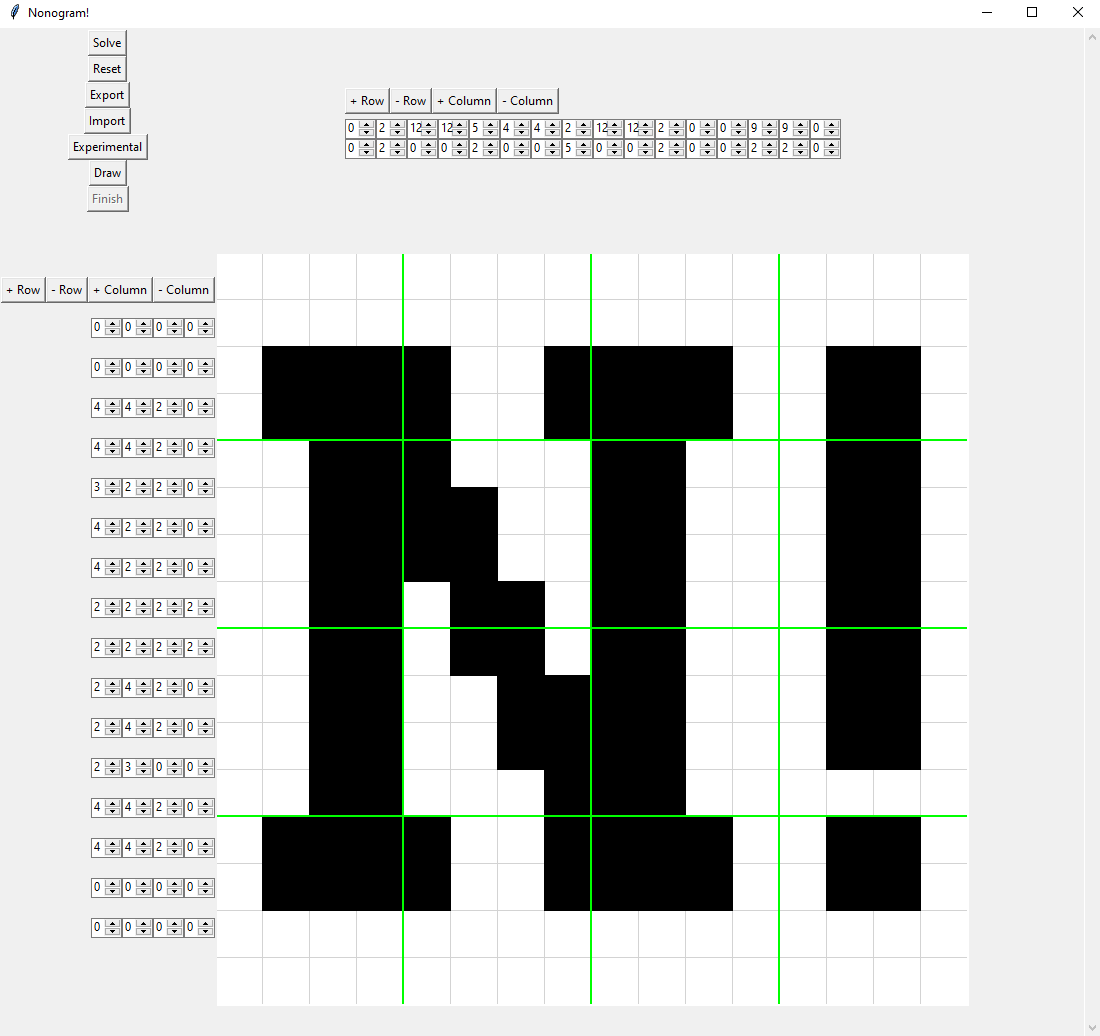 Nonogram!
Solve
Reset
Export
Import
Experimental
Draw
Finish
+ Row - Row + Column - Column
0 2 12 12 5 4 4 2 12 12 2 0 0 9 9 0
0 2 0 0 2 0 0 5 0 0 2 0 0 2 2 0
+ Row - Row + Column - Column
0 0 0 0
0 0 0 0
4 4 2 0
4 4 2 0
3 2 2 0
4 2 2 0
4 2 2 0
2 2 2 2
2 2 2 2
2 4 2 0
2 4 2 0
2 3 0 0
4 4 2 0
4 4 2 0
0 0 0 0
0 0 0 0
N!